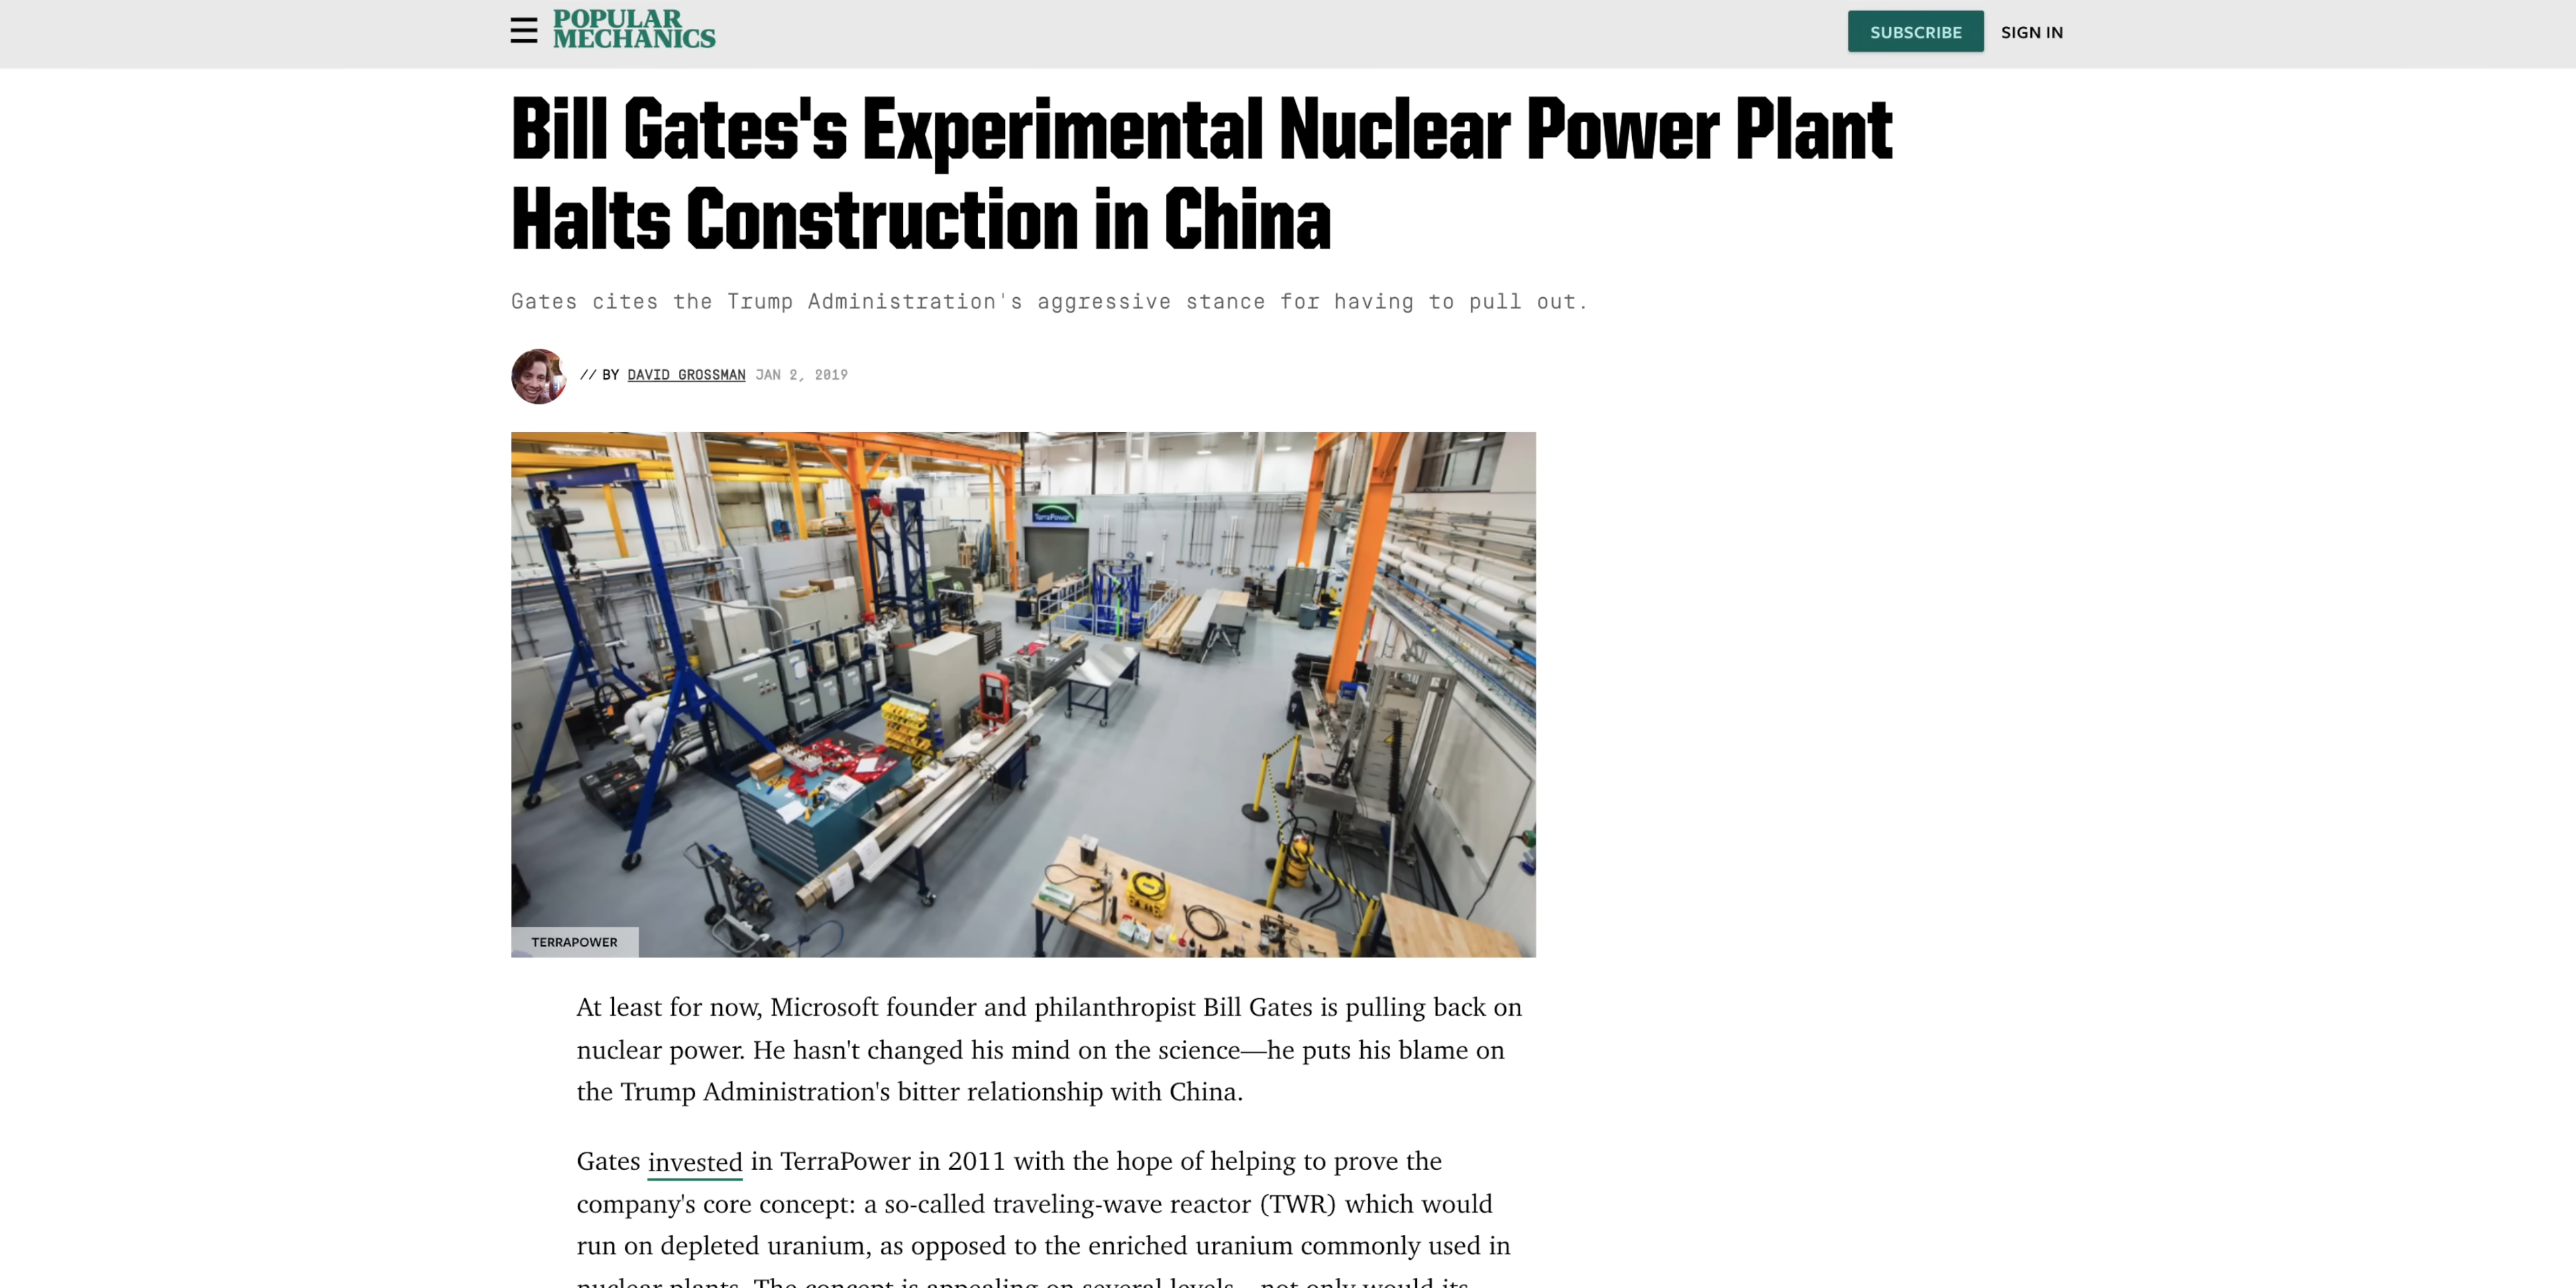 POPULAR
MECHANICS
SUBSCRIBE
SIGN IN
Bill Gates's Experimental Nuclear Power Plant
Halts Construction in China
Gates cites the Trump Administration's aggressive stance for having to pull out.
// BY DAVID GROSSMAN JAN 2, 2019
TerraPower
TERRAPOWER
At least for now, Microsoft founder and philanthropist Bill Gates is pulling back on
nuclear power. He hasn't changed his mind on the science—he puts his blame on
the Trump Administration's bitter relationship with China.
Gates invested in TerraPower in 2011 with the hope of helping to prove the
company's core concept: a so-called traveling-wave reactor (TWR) which would
run on depleted uranium, as opposed to the enriched uranium commonly used in
nuclear plants. The concept is appealing on several levels—not only would its